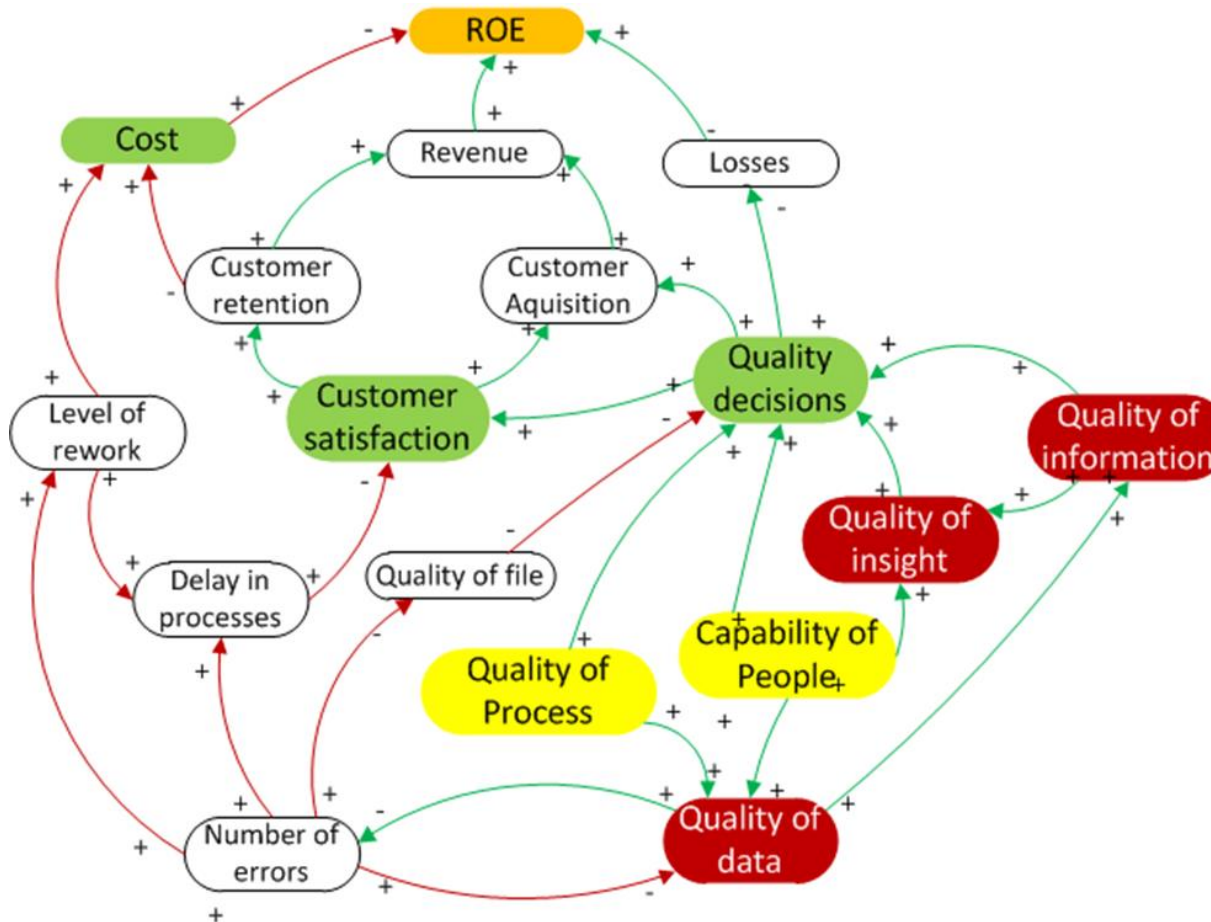 ROE
Cost
Revenue
Losses
Customer
retention
Customer
Aquisition
Quality
decisions
Customer
satisfaction
Level of
rework
Quality of
information
Quality of
insight
Delay in
processes
Quality of file
Capability of
People
Quality of
Process
Number of
errors
Quality of
data